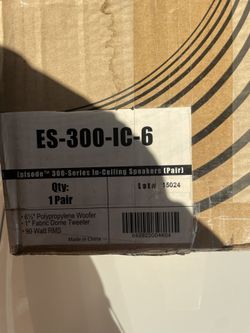 ES-300-IC-6
Episode™ 300-Series In-Ceiling Speakers (Pair)
Qty:
1 Pair
Lot# 15024
• 6½" Polypropylene Woofer
• 1" Fabric Dome Tweeter
• 90-Watt RMS
Made in China